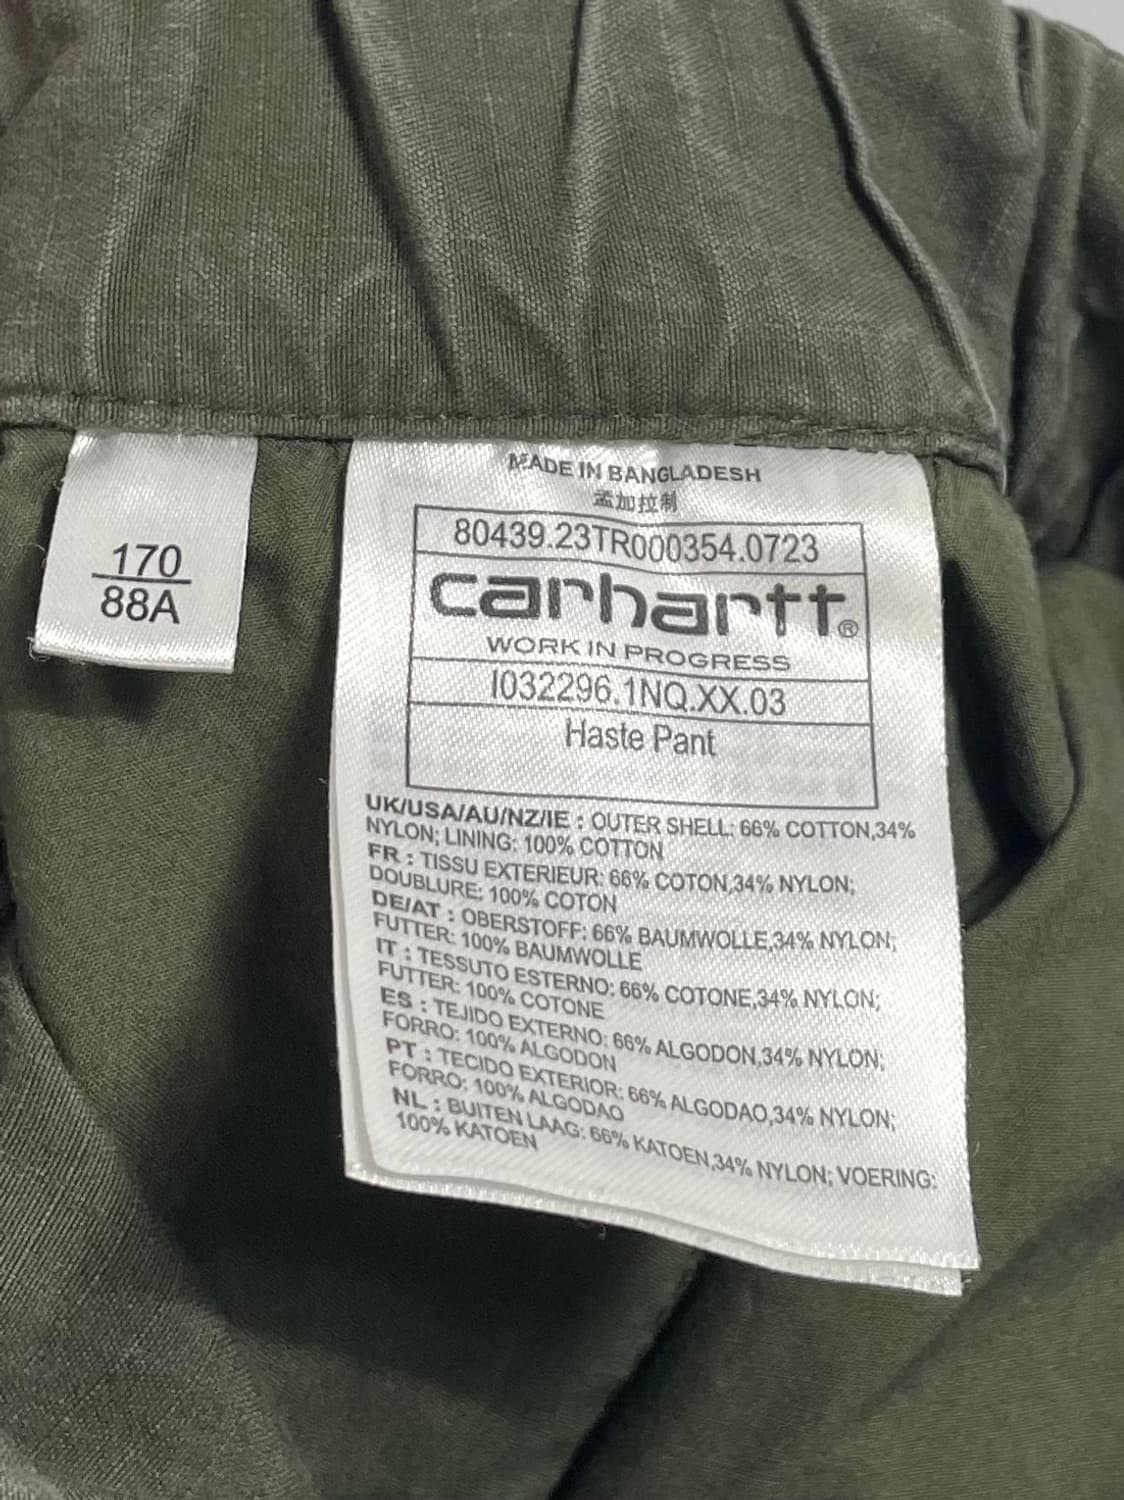 170
88A
MADE IN BANGLADESH
孟加拉制
80439.23TR000354.0723
carhartt®
WORK IN PROGRESS
I032296.1NQ.XX.03
Haste Pant
UK/USA/AU/NZ/IE : OUTER SHELL: 66% COTTON,34%
NYLON; LINING: 100% COTTON
FR : TISSU EXTERIEUR: 66% COTON,34% NYLON;
DOUBLURE: 100% COTON
DE/AT : OBERSTOFF: 66% BAUMWOLLE,34% NYLON;
FUTTER: 100% BAUMWOLLE
IT : TESSUTO ESTERNO: 66% COTONE,34% NYLON;
FUTTER: 100% COTONE
ES : TEJIDO EXTERNO: 66% ALGODON,34% NYLON;
FORRO: 100% ALGODON
PT : TECIDO EXTERIOR: 66% ALGODAO,34% NYLON;
FORRO: 100% ALGODAO
NL : BUITEN LAAG: 66% KATOEN,34% NYLON; VOERING:
100% KATOEN